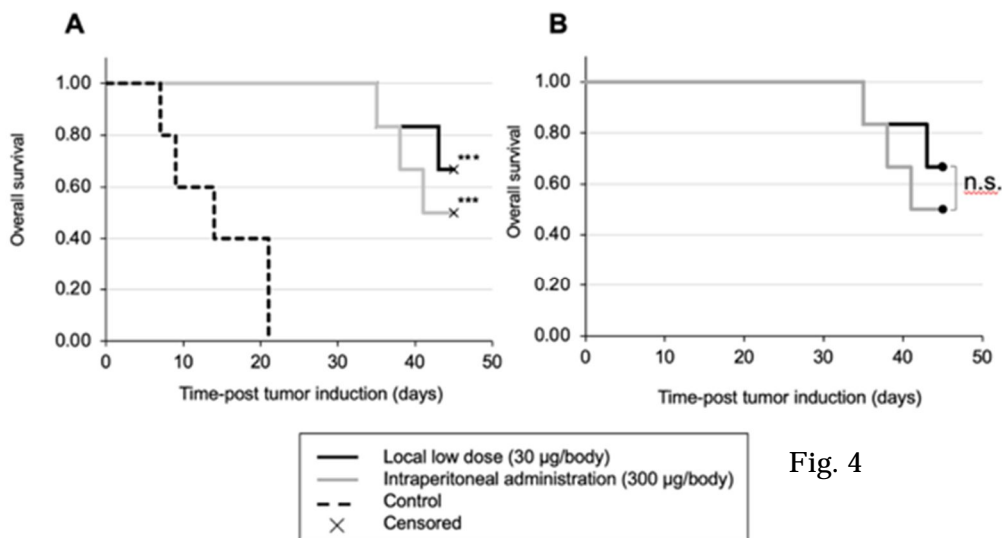 A
Overall survival
1.00
0.80
0.60
0.40
0.20
0.00
0 10 20 30 40 50
Time-post tumor induction (days)
***
***
B
Overall survival
1.00
0.80
0.60
0.40
0.20
0.00
0 10 20 30 40 50
Time-post tumor induction (days)
n.s.
Local low dose (30 µg/body)
Intraperitoneal administration (300 µg/body)
Control
Censored
Fig. 4